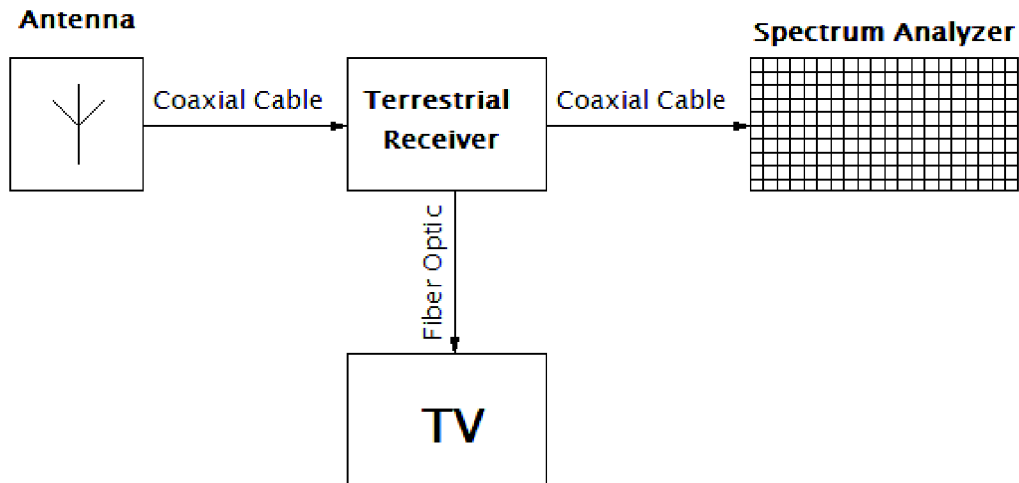 Antenna
Spectrum Analyzer
Coaxial Cable
Terrestrial
Receiver
Coaxial Cable
Fiber Optic
TV